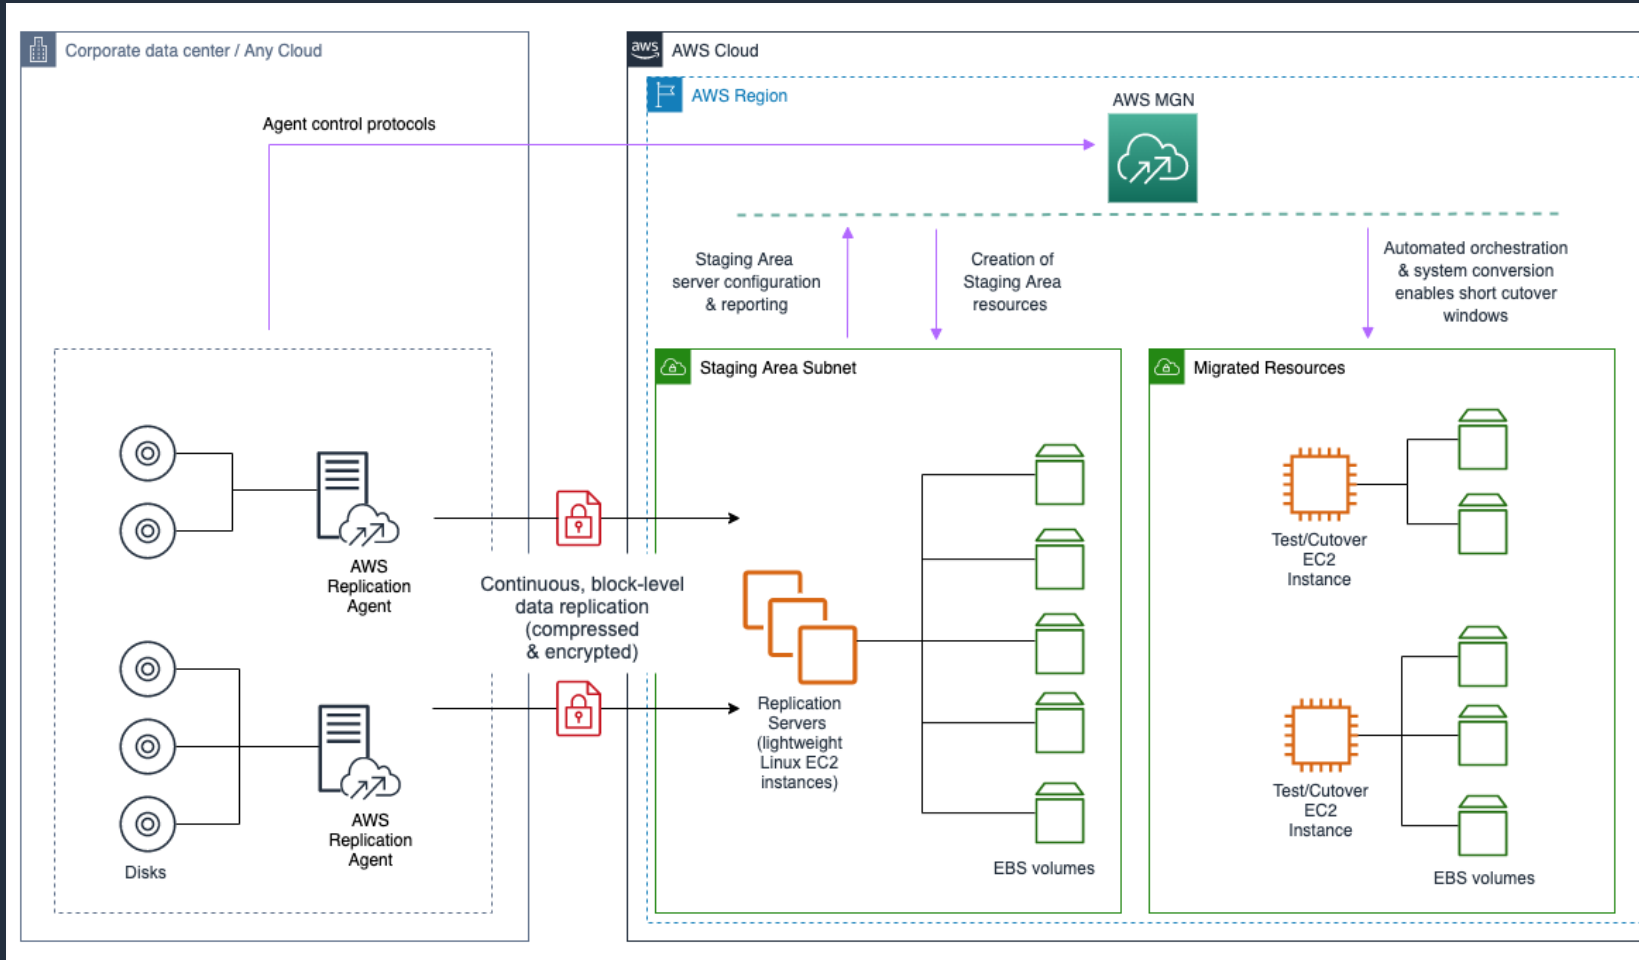 Corporate data center / Any Cloud
aws
AWS Cloud
AWS Region
AWS MGN
Agent control protocols
Staging Area
server configuration
& reporting
Creation of
Staging Area
resources
Automated orchestration
& system conversion
enables short cutover
windows
Staging Area Subnet
Migrated Resources
AWS
Replication
Agent
Continuous, block-level
data replication
(compressed
& encrypted)
Test/Cutover
EC2
Instance
Replication
Servers
(lightweight
Linux EC2
instances)
AWS
Replication
Agent
Test/Cutover
EC2
Instance
Disks
EBS volumes
EBS volumes